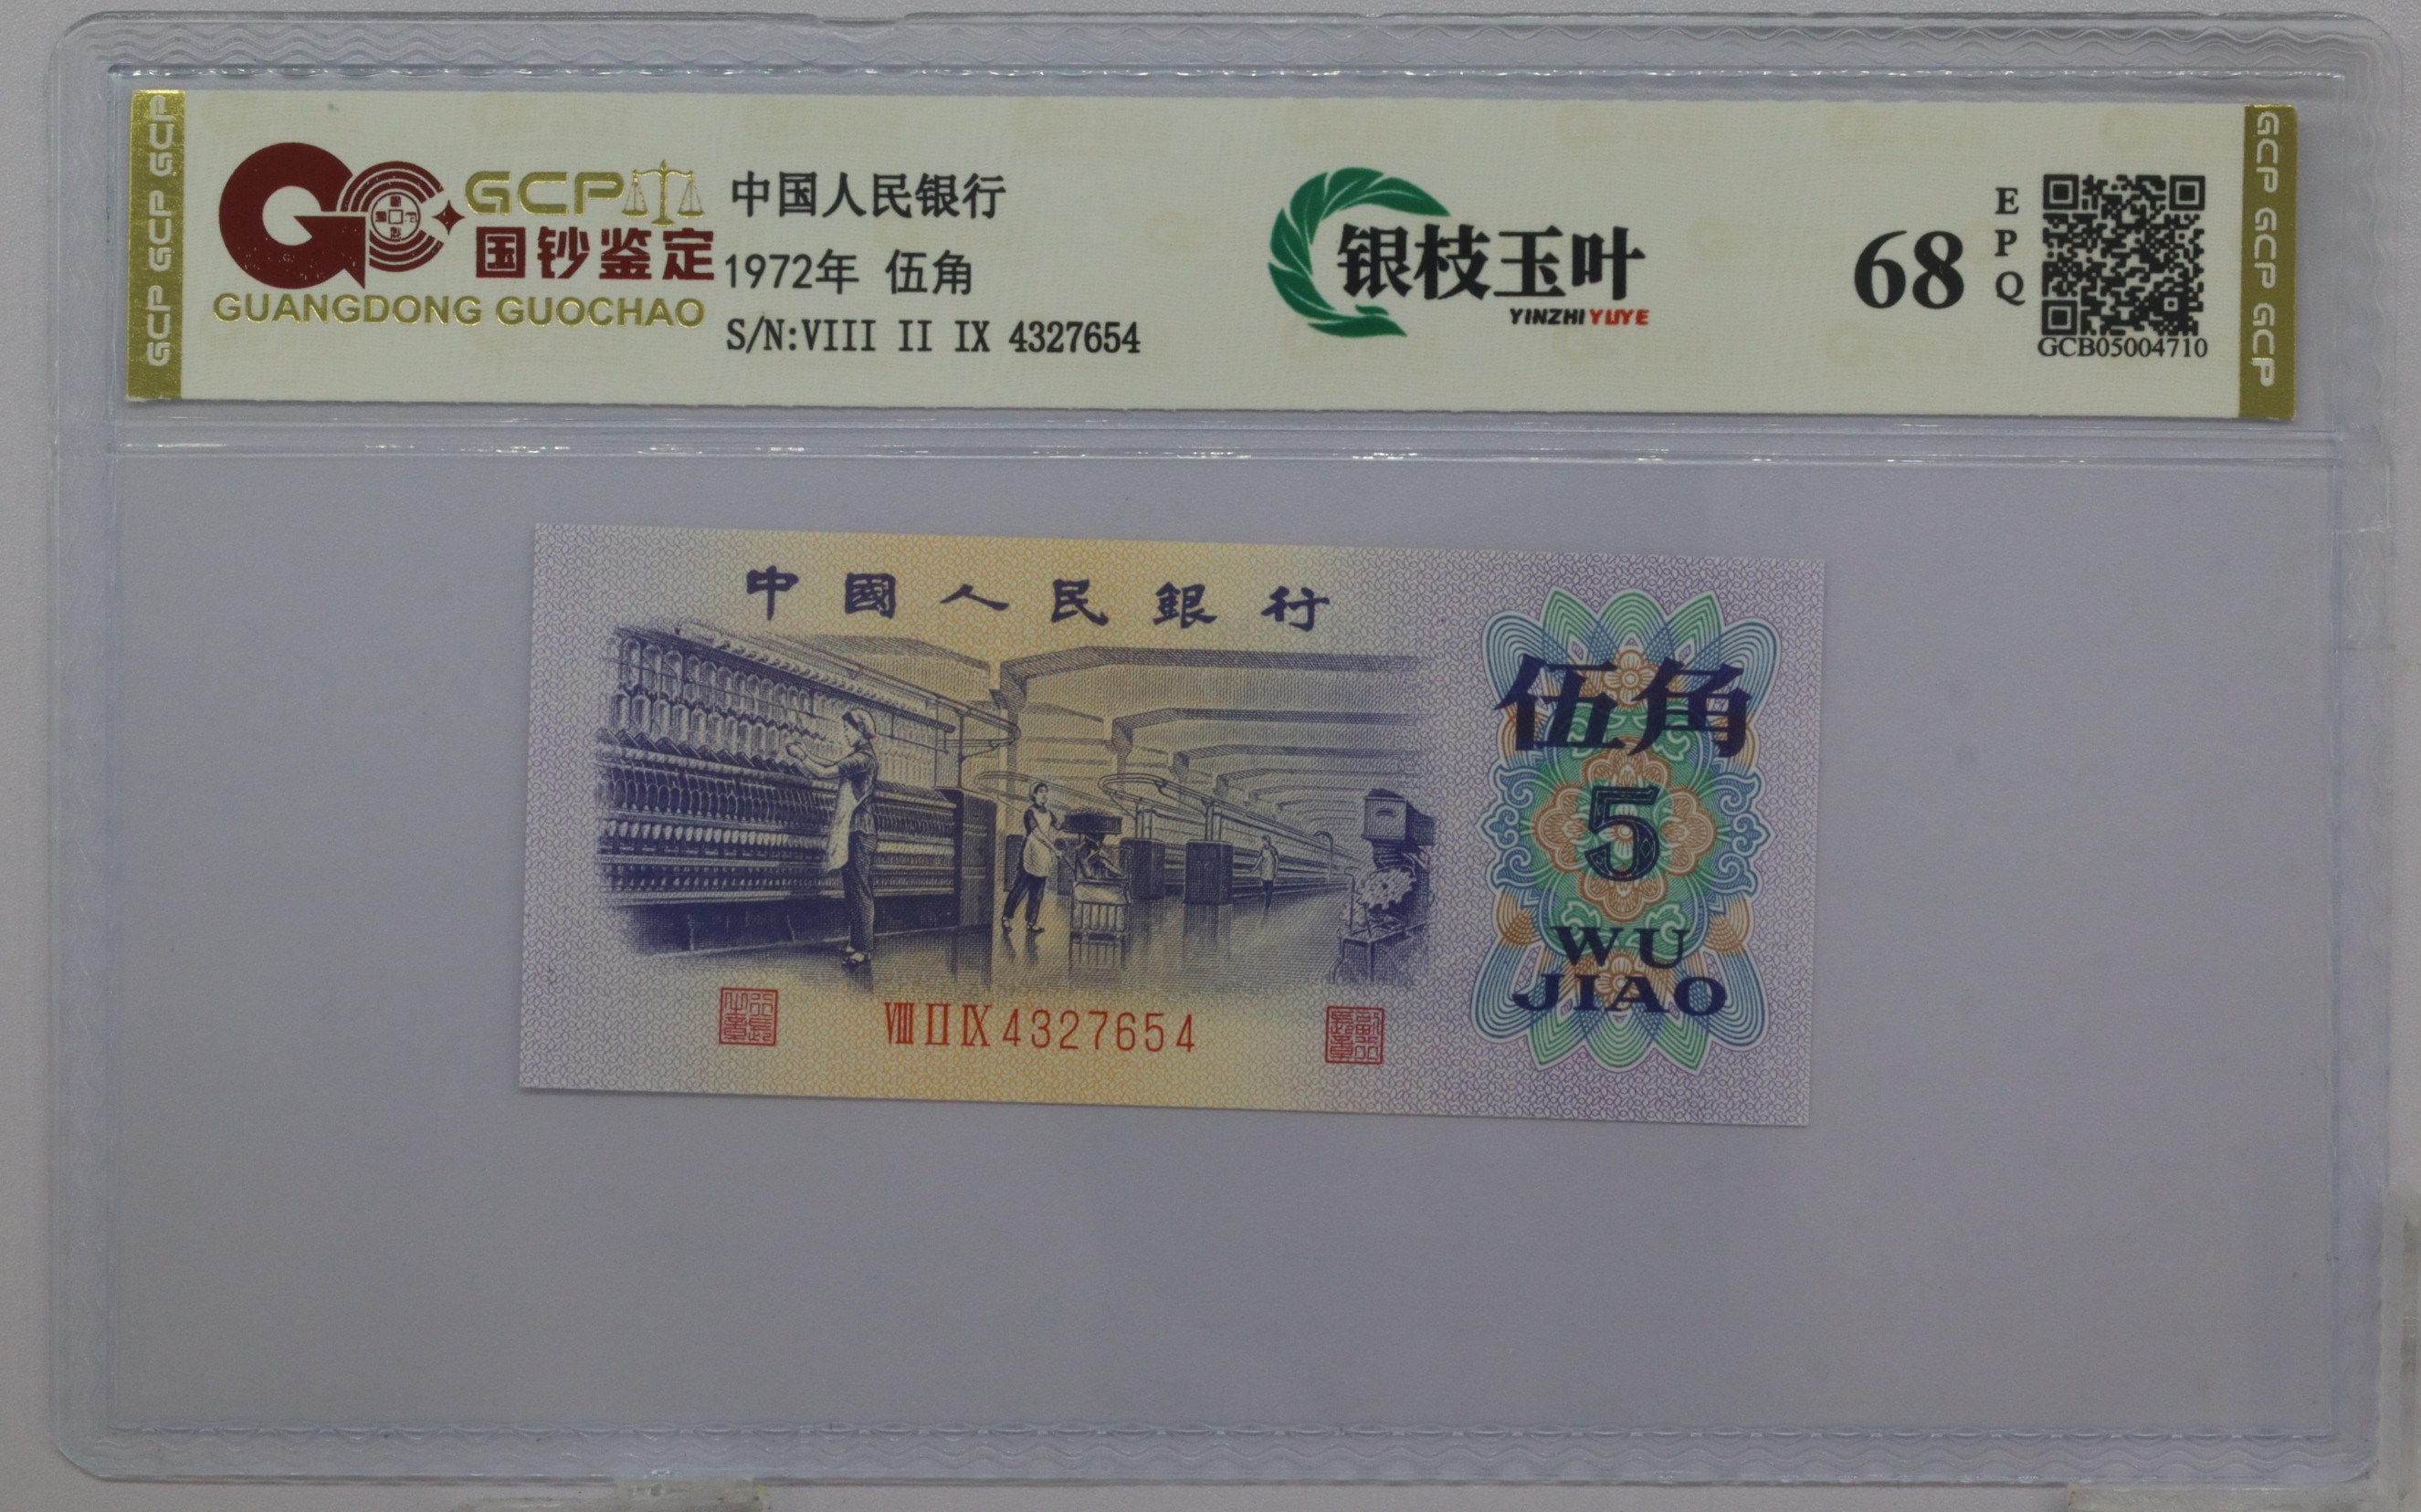 GCP GCP GCP
GCP
国钞鉴定
GUANGDONG GUOCHAO
中国人民银行
1972年 伍角
S/N:VIII II IX 4327654
银枝玉叶
YINZHI YUYE
68
EPQ
GCB05004710
GCP GCP GCP
中國人民銀行
伍角
5
WU
JIAO
VIII II IX 4327654